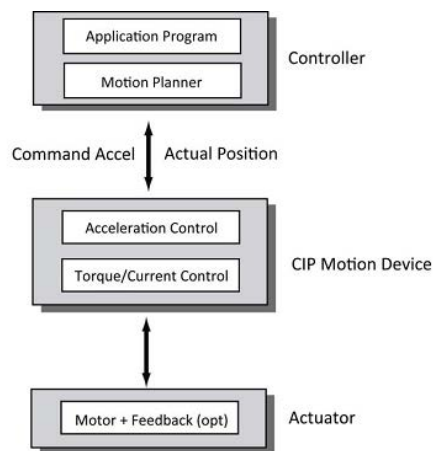 Application Program
Motion Planner
Controller
Command Accel
Actual Position
Acceleration Control
Torque/Current Control
CIP Motion Device
Motor + Feedback (opt)
Actuator